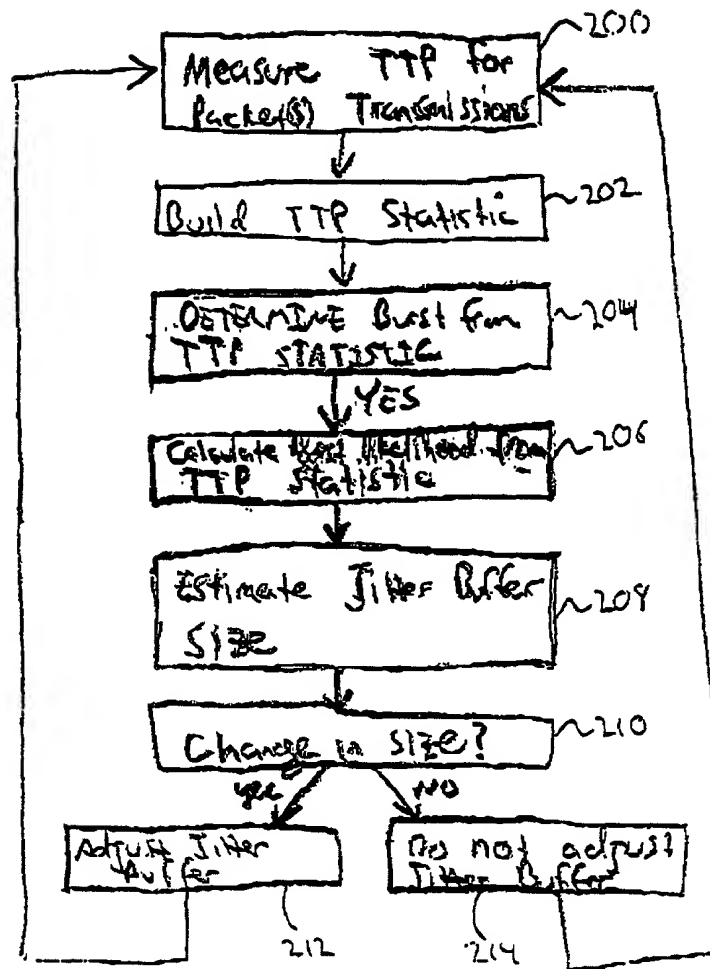 200
Measure TTP for
Packet(s) Transmissions
Build TTP Statistic
202
DETERMINE Burst from
TTP STATISTIC
204
YES
Calculate likelihood from
TTP Statistic
206
Estimate Jitter Buffer
Size
208
Change in size?
210
yes
NO
Adjust Jitter
Buffer
Do not adjust
Jitter Buffer
212
214